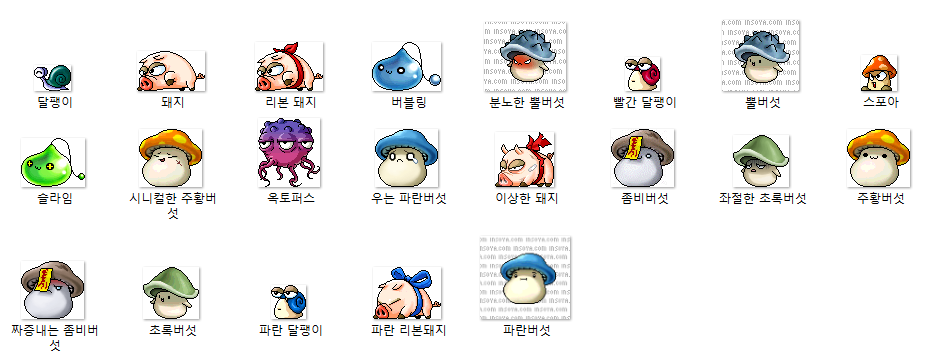 달팽이
돼지
리본 돼지
버블링
분노한 뿔버섯
빨간 달팽이
뿔버섯
스포아
슬라임
시니컬한 주황버
섯
옥토퍼스
우는 파란버섯
이상한 돼지
좀비버섯
좌절한 초록버섯
주황버섯
짜증내는 좀비버
섯
초록버섯
파란 달팽이
파란 리본돼지
파란버섯
insoya.com insoya.com